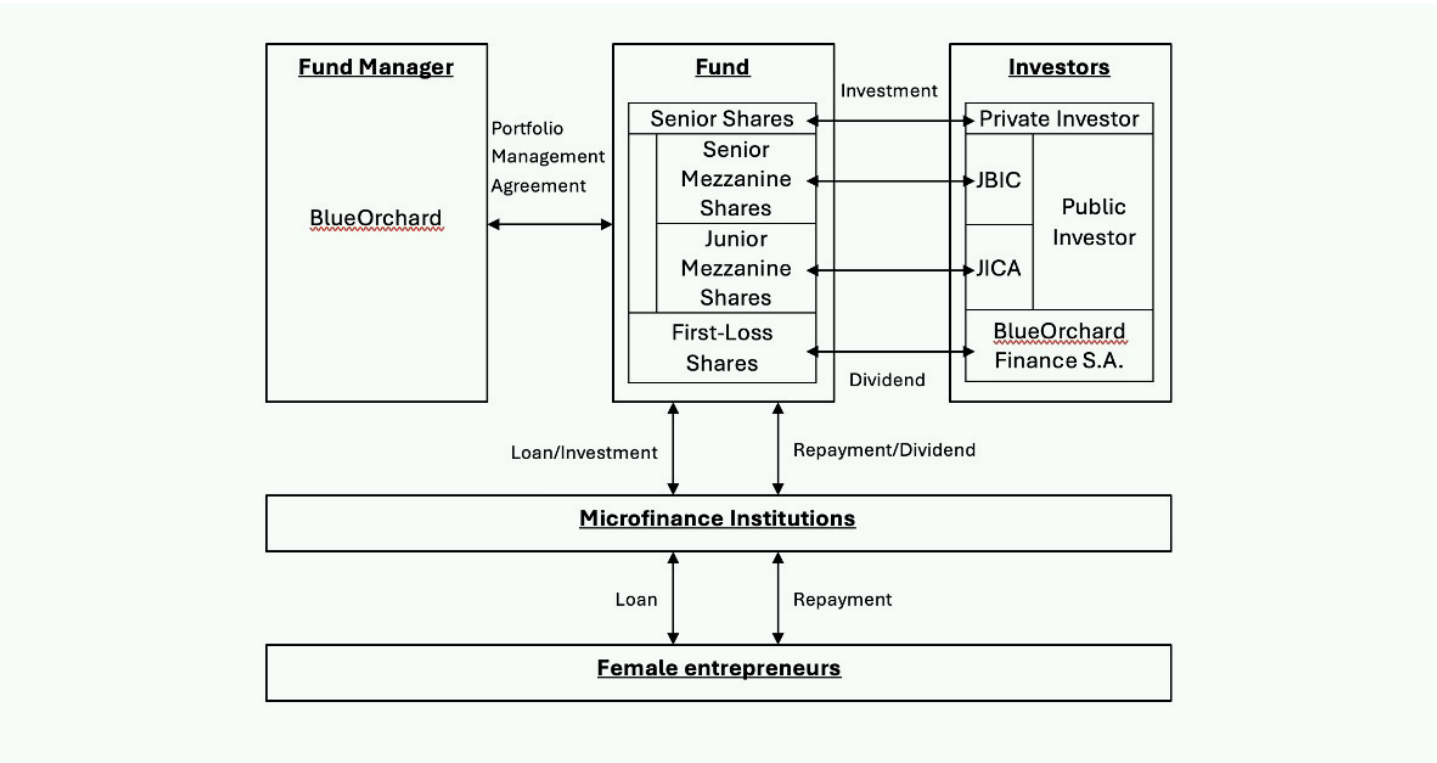 Fund Manager
BlueOrchard
Portfolio
Management
Agreement
Fund
Senior Shares
Senior
Mezzanine
Shares
Junior
Mezzanine
Shares
First-Loss
Shares
Investment
Dividend
Investors
Private Investor
JBIC
JICA
Public
Investor
BlueOrchard
Finance S.A.
Loan/Investment
Repayment/Dividend
Microfinance Institutions
Loan
Repayment
Female entrepreneurs